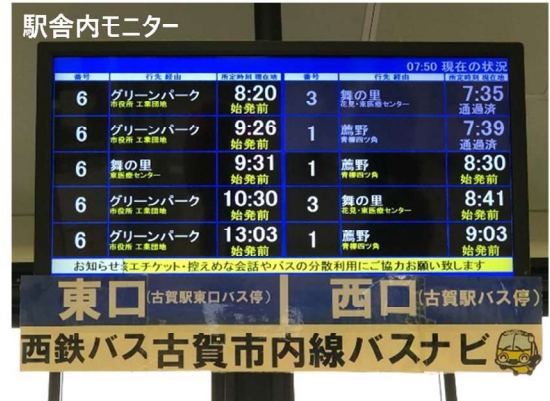 駅舎内モニター
07:50 現在の状況
番号 行先 経由 所定時刻 現在地 番号 行先 経由 所定時刻 現在地
6 グリーンパーク 市役所 工業団地 8:20 始発前
3 舞の里 花見・東医療センター 7:35 通過済
6 グリーンパーク 市役所 工業団地 9:26 始発前
1 薦野 青柳四ツ角 7:39 通過済
6 舞の里 東医療センター 9:31 始発前
1 薦野 青柳四ツ角 8:30 始発前
6 グリーンパーク 市役所 工業団地 10:30 始発前
3 舞の里 花見・東医療センター 8:41 始発前
6 グリーンパーク 市役所 工業団地 13:03 始発前
1 薦野 青柳四ツ角 9:03 始発前
お知らせ エチケット・控えめな会話やバスの分散利用にご協力お願い致します
東口(古賀駅東口バス停) 西口(古賀駅バス停)
西鉄バス古賀市内線バスナビ